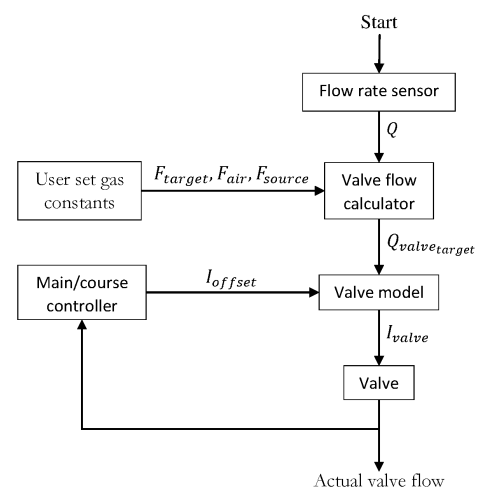 Start
Flow rate sensor
Q
User set gas
constants
F_target, F_air, F_source
Valve flow
calculator
Q_valve_target
Main/course
controller
I_offset
Valve model
I_valve
Valve
Actual valve flow